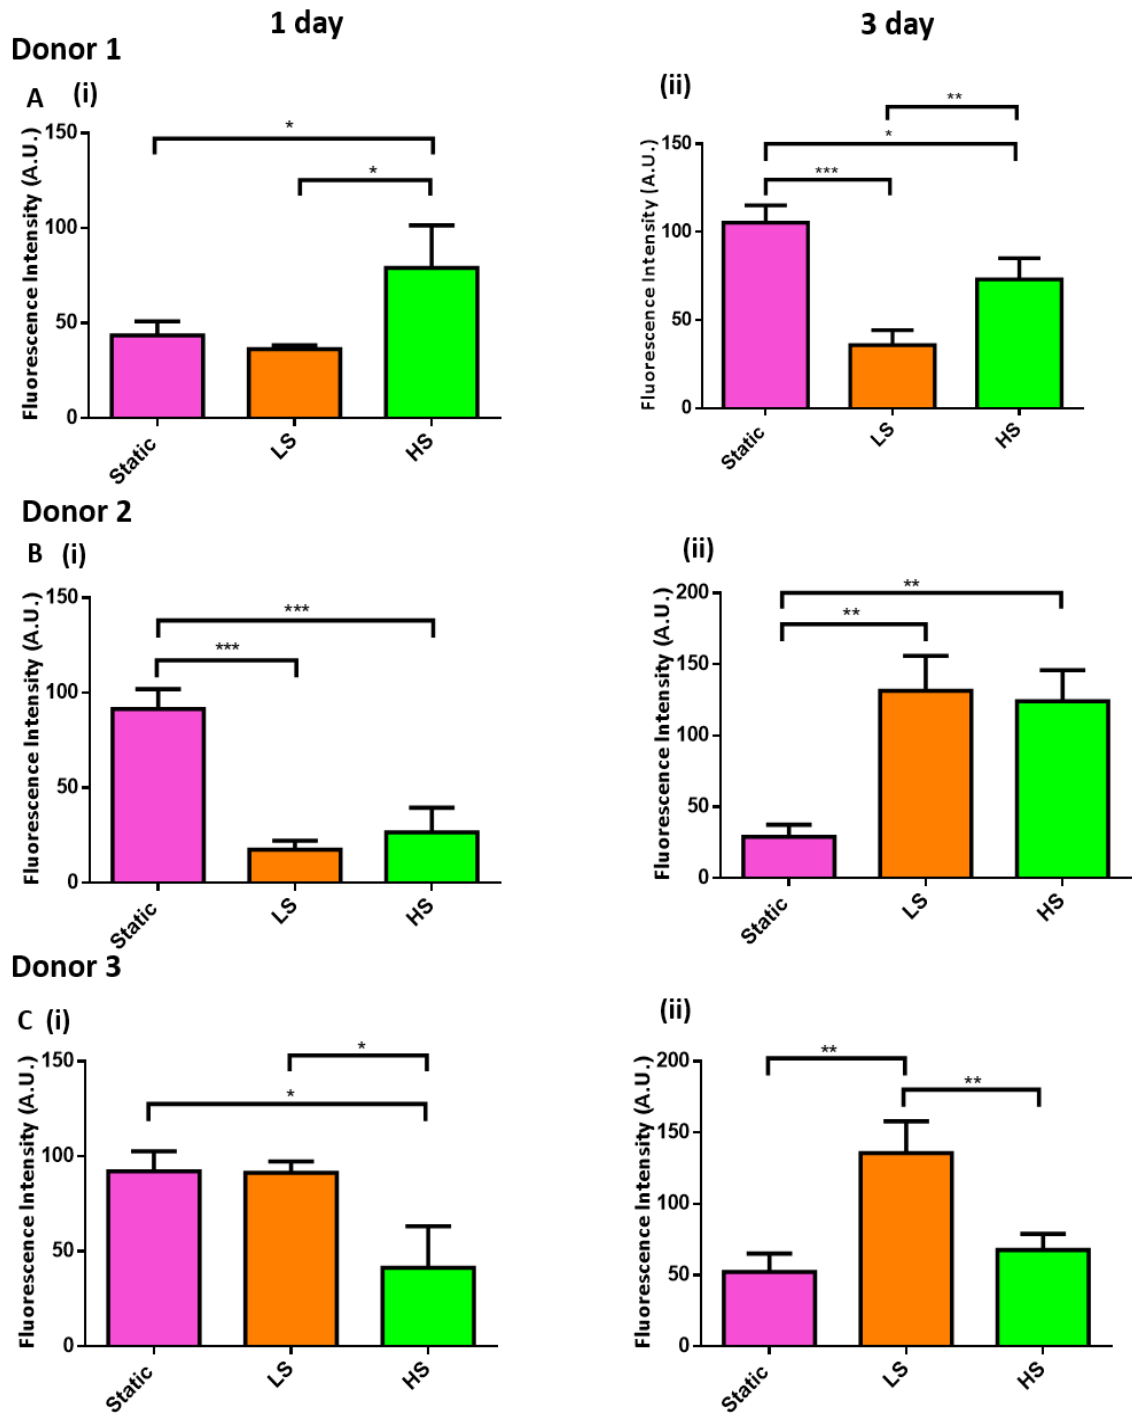 1 day
3 day
Donor 1
A (i)
Fluorescence Intensity (A.U.)
150
100
50
0
*
*
Static
LS
HS
(ii)
Fluorescence Intensity (A.U.)
150
100
50
0
**
*
***
Static
LS
HS
Donor 2
B (i)
Fluorescence Intensity (A.U.)
150
100
50
0
***
***
Static
LS
HS
(ii)
Fluorescence Intensity (A.U.)
200
150
100
50
0
**
**
Static
LS
HS
Donor 3
C (i)
Fluorescence Intensity (A.U.)
150
100
50
0
*
*
Static
LS
HS
(ii)
Fluorescence Intensity (A.U.)
200
150
100
50
0
**
**
Static
LS
HS